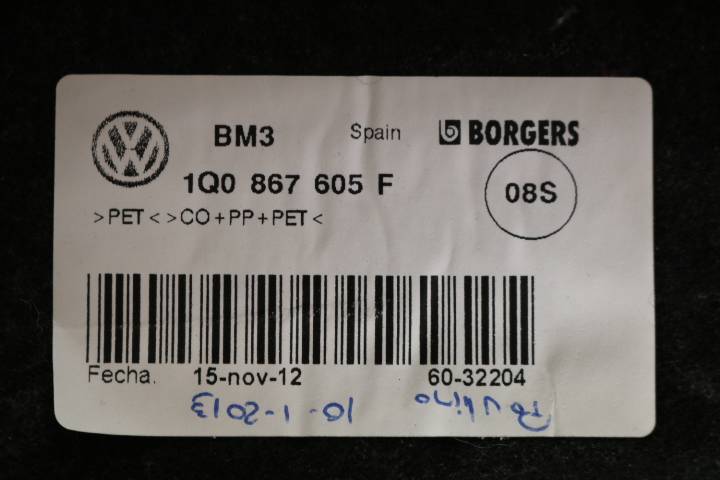 BM3 Spain BORGERS
1Q0 867 605 F
08S
>PET< >CO+PP+PET<
Fecha. 15-nov-12 60-32204
10-1-2013